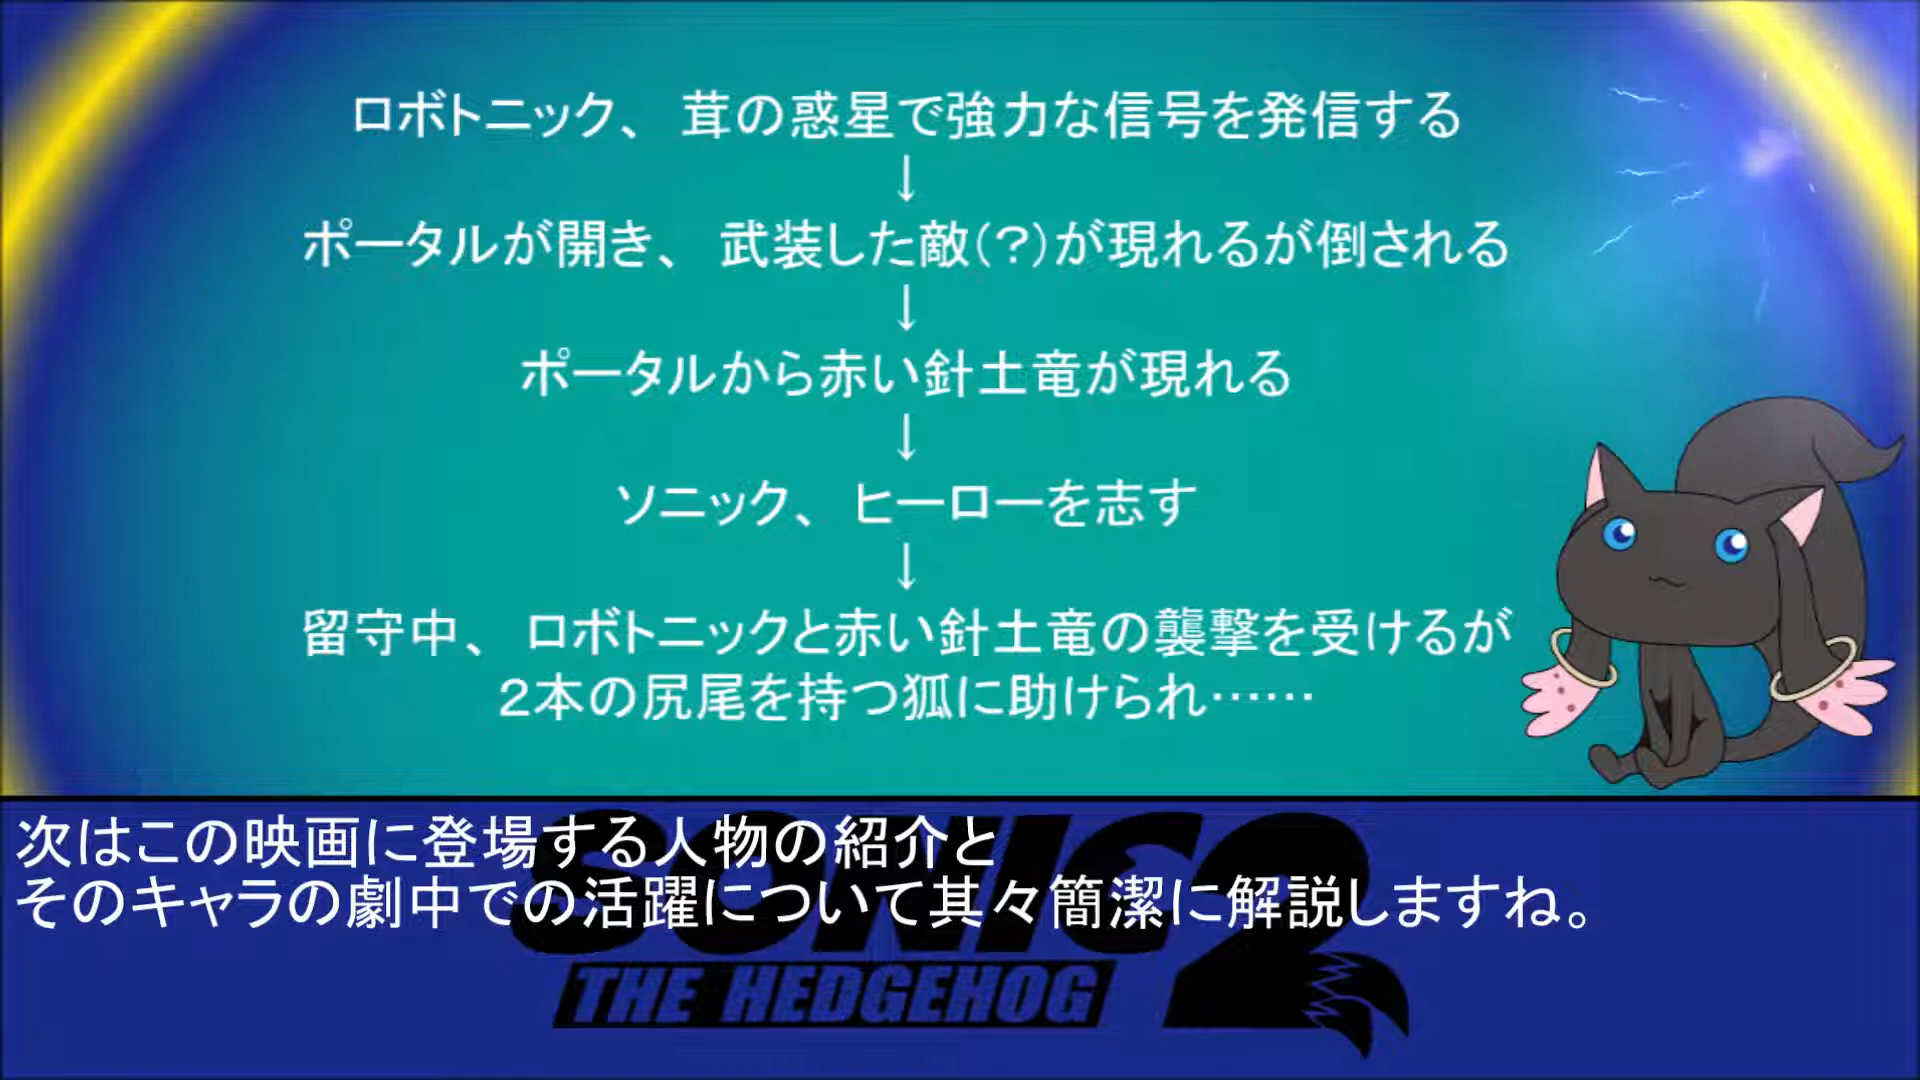 ロボトニック、茸の惑星で強力な信号を発信する
↓
ポータルが開き、武装した敵(？)が現れるが倒される
↓
ポータルから赤い針土竜が現れる
↓
ソニック、ヒーローを志す
↓
留守中、ロボトニックと赤い針土竜の襲撃を受けるが
２本の尻尾を持つ狐に助けられ……
次はこの映画に登場する人物の紹介と
そのキャラの劇中での活躍について其々簡潔に解説しますね。
SONIC 2
THE HEDGEHOG